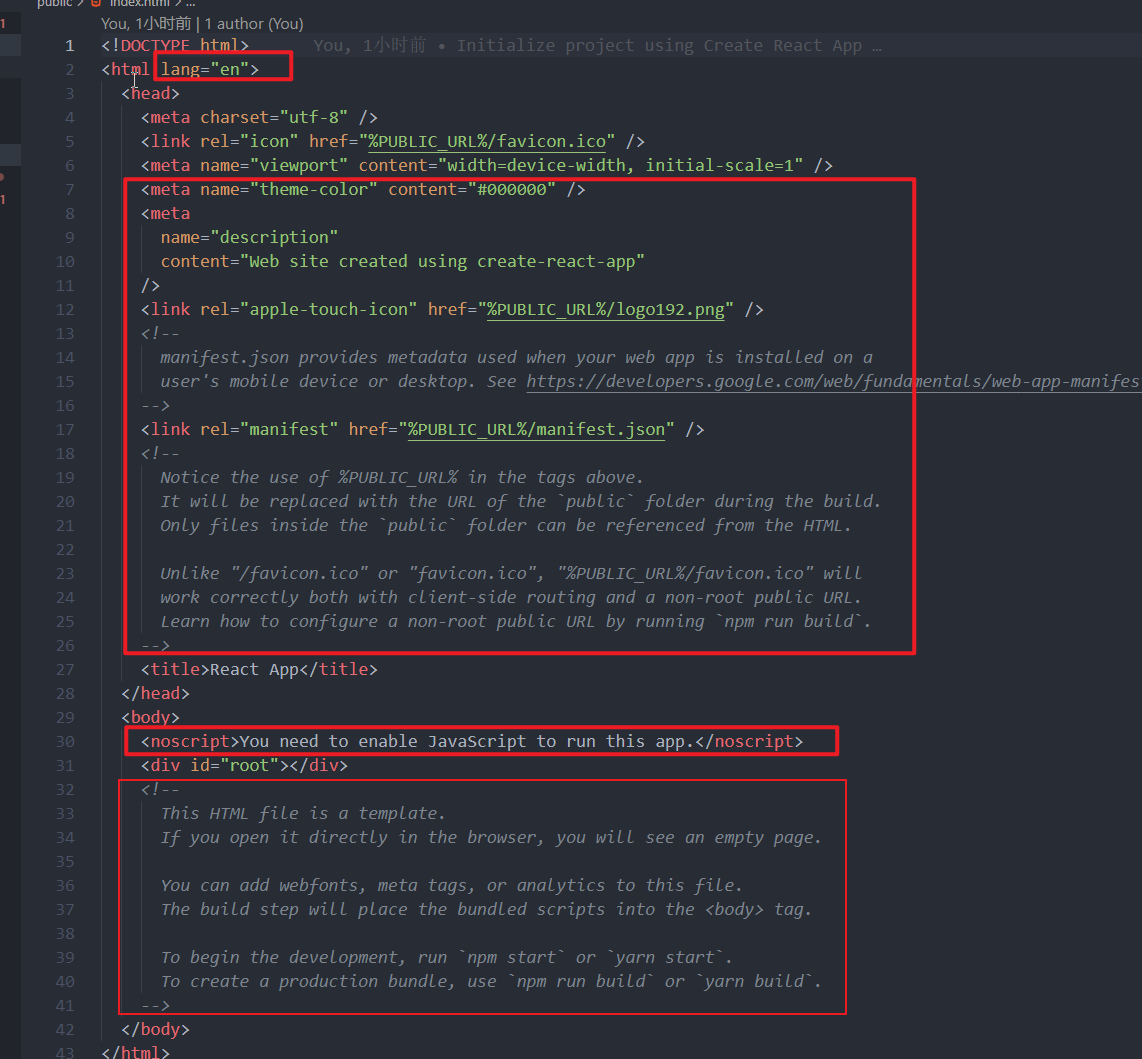 public > index.html > ...
You, 1小时前 | 1 author (You)
1 <!DOCTYPE html> You, 1小时前 • Initialize project using Create React App …
2 <html lang="en">
3 <head>
4 <meta charset="utf-8" />
5 <link rel="icon" href="%PUBLIC_URL%/favicon.ico" />
6 <meta name="viewport" content="width=device-width, initial-scale=1" />
7 <meta name="theme-color" content="#000000" />
8 <meta
9 name="description"
10 content="Web site created using create-react-app"
11 />
12 <link rel="apple-touch-icon" href="%PUBLIC_URL%/logo192.png" />
13 <!--
14 manifest.json provides metadata used when your web app is installed on a
15 user's mobile device or desktop. See https://developers.google.com/web/fundamentals/web-app-manifes
16 -->
17 <link rel="manifest" href="%PUBLIC_URL%/manifest.json" />
18 <!--
19 Notice the use of %PUBLIC_URL% in the tags above.
20 It will be replaced with the URL of the `public` folder during the build.
21 Only files inside the `public` folder can be referenced from the HTML.
22
23 Unlike "/favicon.ico" or "favicon.ico", "%PUBLIC_URL%/favicon.ico" will
24 work correctly both with client-side routing and a non-root public URL.
25 Learn how to configure a non-root public URL by running `npm run build`.
26 -->
27 <title>React App</title>
28 </head>
29 <body>
30 <noscript>You need to enable JavaScript to run this app.</noscript>
31 <div id="root"></div>
32 <!--
33 This HTML file is a template.
34 If you open it directly in the browser, you will see an empty page.
35
36 You can add webfonts, meta tags, or analytics to this file.
37 The build step will place the bundled scripts into the <body> tag.
38
39 To begin the development, run `npm start` or `yarn start`.
40 To create a production bundle, use `npm run build` or `yarn build`.
41 -->
42 </body>
43 </html>